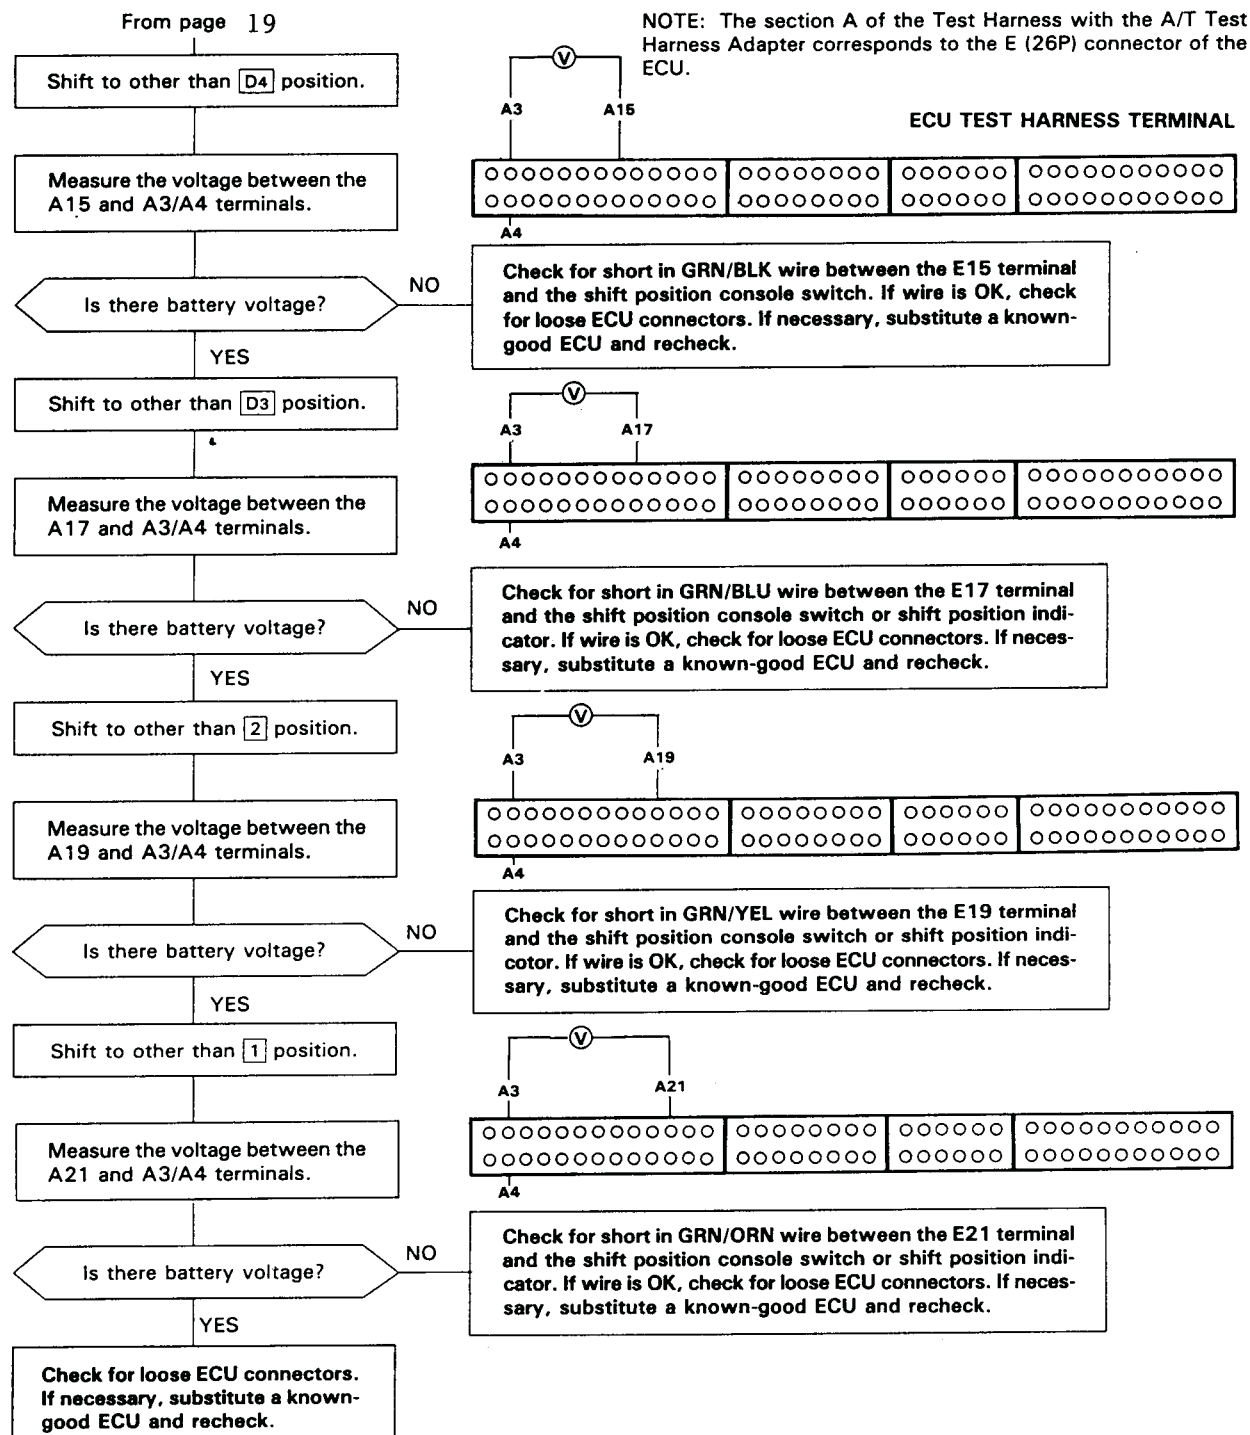 From page 19
NOTE: The section A of the Test Harness with the A/T Test
Harness Adapter corresponds to the E (26P) connector of the
ECU.
Shift to other than D4 position.
V
A3
A15
ECU TEST HARNESS TERMINAL
Measure the voltage between the
A15 and A3/A4 terminals.
A4
Is there battery voltage?
NO
Check for short in GRN/BLK wire between the E15 terminal
and the shift position console switch. If wire is OK, check
for loose ECU connectors. If necessary, substitute a known-
good ECU and recheck.
YES
Shift to other than D3 position.
V
A3
A17
Measure the voltage between the
A17 and A3/A4 terminals.
A4
Is there battery voltage?
NO
Check for short in GRN/BLU wire between the E17 terminal
and the shift position console switch or shift position indi-
cator. If wire is OK, check for loose ECU connectors. If neces-
sary, substitute a known-good ECU and recheck.
YES
Shift to other than 2 position.
V
A3
A19
Measure the voltage between the
A19 and A3/A4 terminals.
A4
Is there battery voltage?
NO
Check for short in GRN/YEL wire between the E19 terminal
and the shift position console switch or shift position indi-
cotor. If wire is OK, check for loose ECU connectors. If neces-
sary, substitute a known-good ECU and recheck.
YES
Shift to other than 1 position.
V
A3
A21
Measure the voltage between the
A21 and A3/A4 terminals.
A4
Is there battery voltage?
NO
Check for short in GRN/ORN wire between the E21 terminal
and the shift position console switch or shift position indi-
cator. If wire is OK, check for loose ECU connectors. If neces-
sary, substitute a known-good ECU and recheck.
YES
Check for loose ECU connectors.
If necessary, substitute a known-
good ECU and recheck.